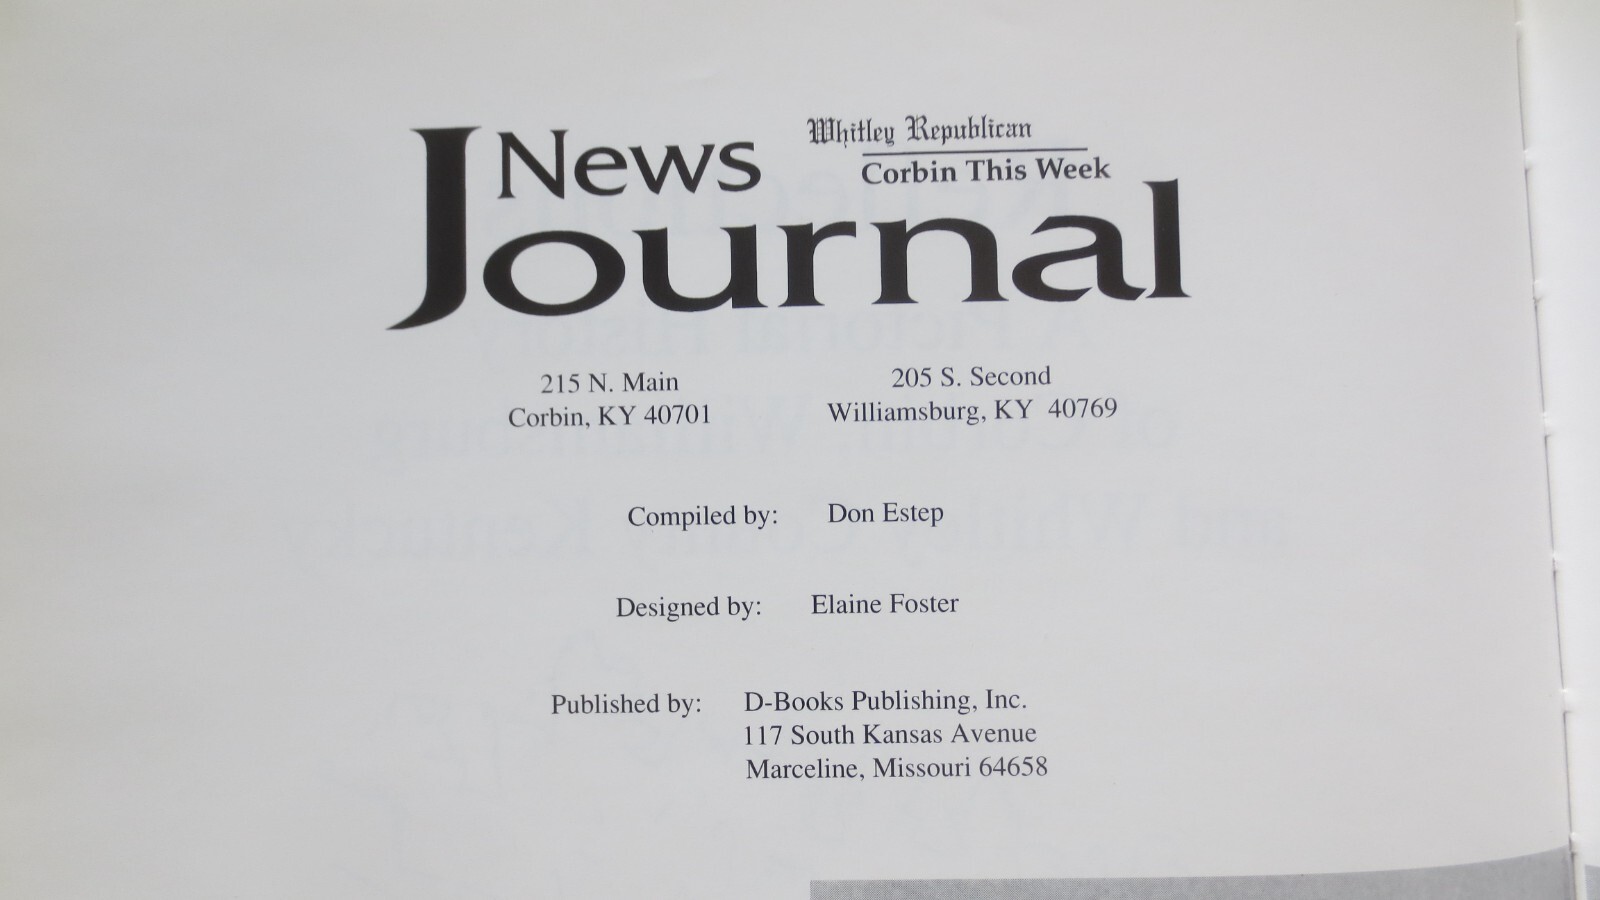 News
Whitley Republican
Corbin This Week
Journal
215 N. Main
Corbin, KY 40701
205 S. Second
Williamsburg, KY 40769
Compiled by: Don Estep
Designed by: Elaine Foster
Published by: D-Books Publishing, Inc.
117 South Kansas Avenue
Marceline, Missouri 64658